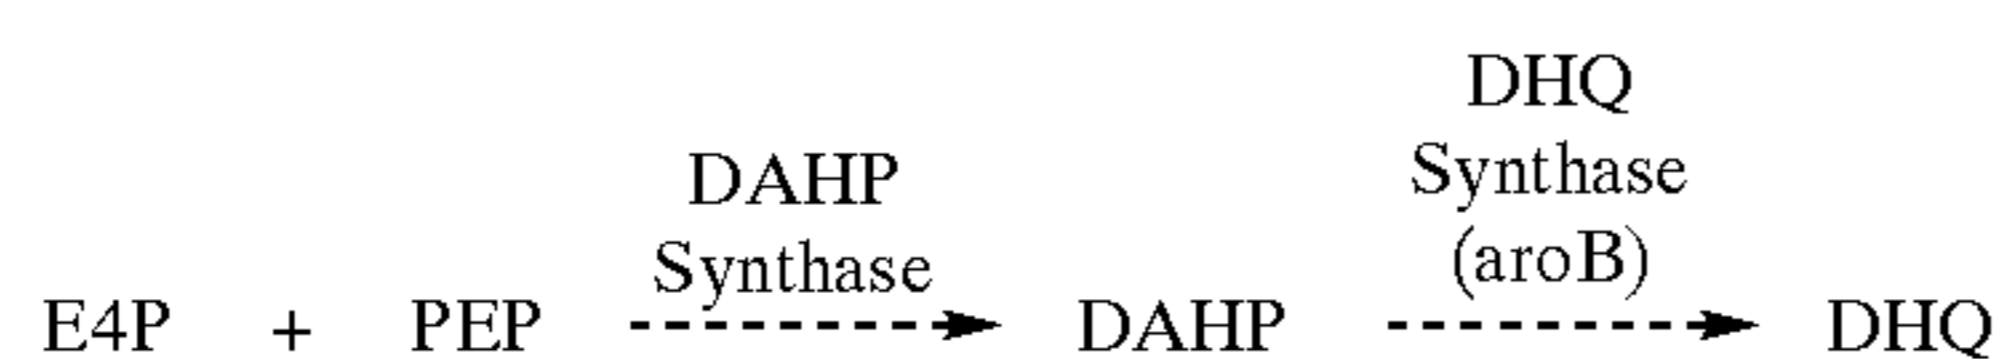 DHQ
DAHP Synthase
Synthase (aroB)
E4P + PEP DAHP DHQ